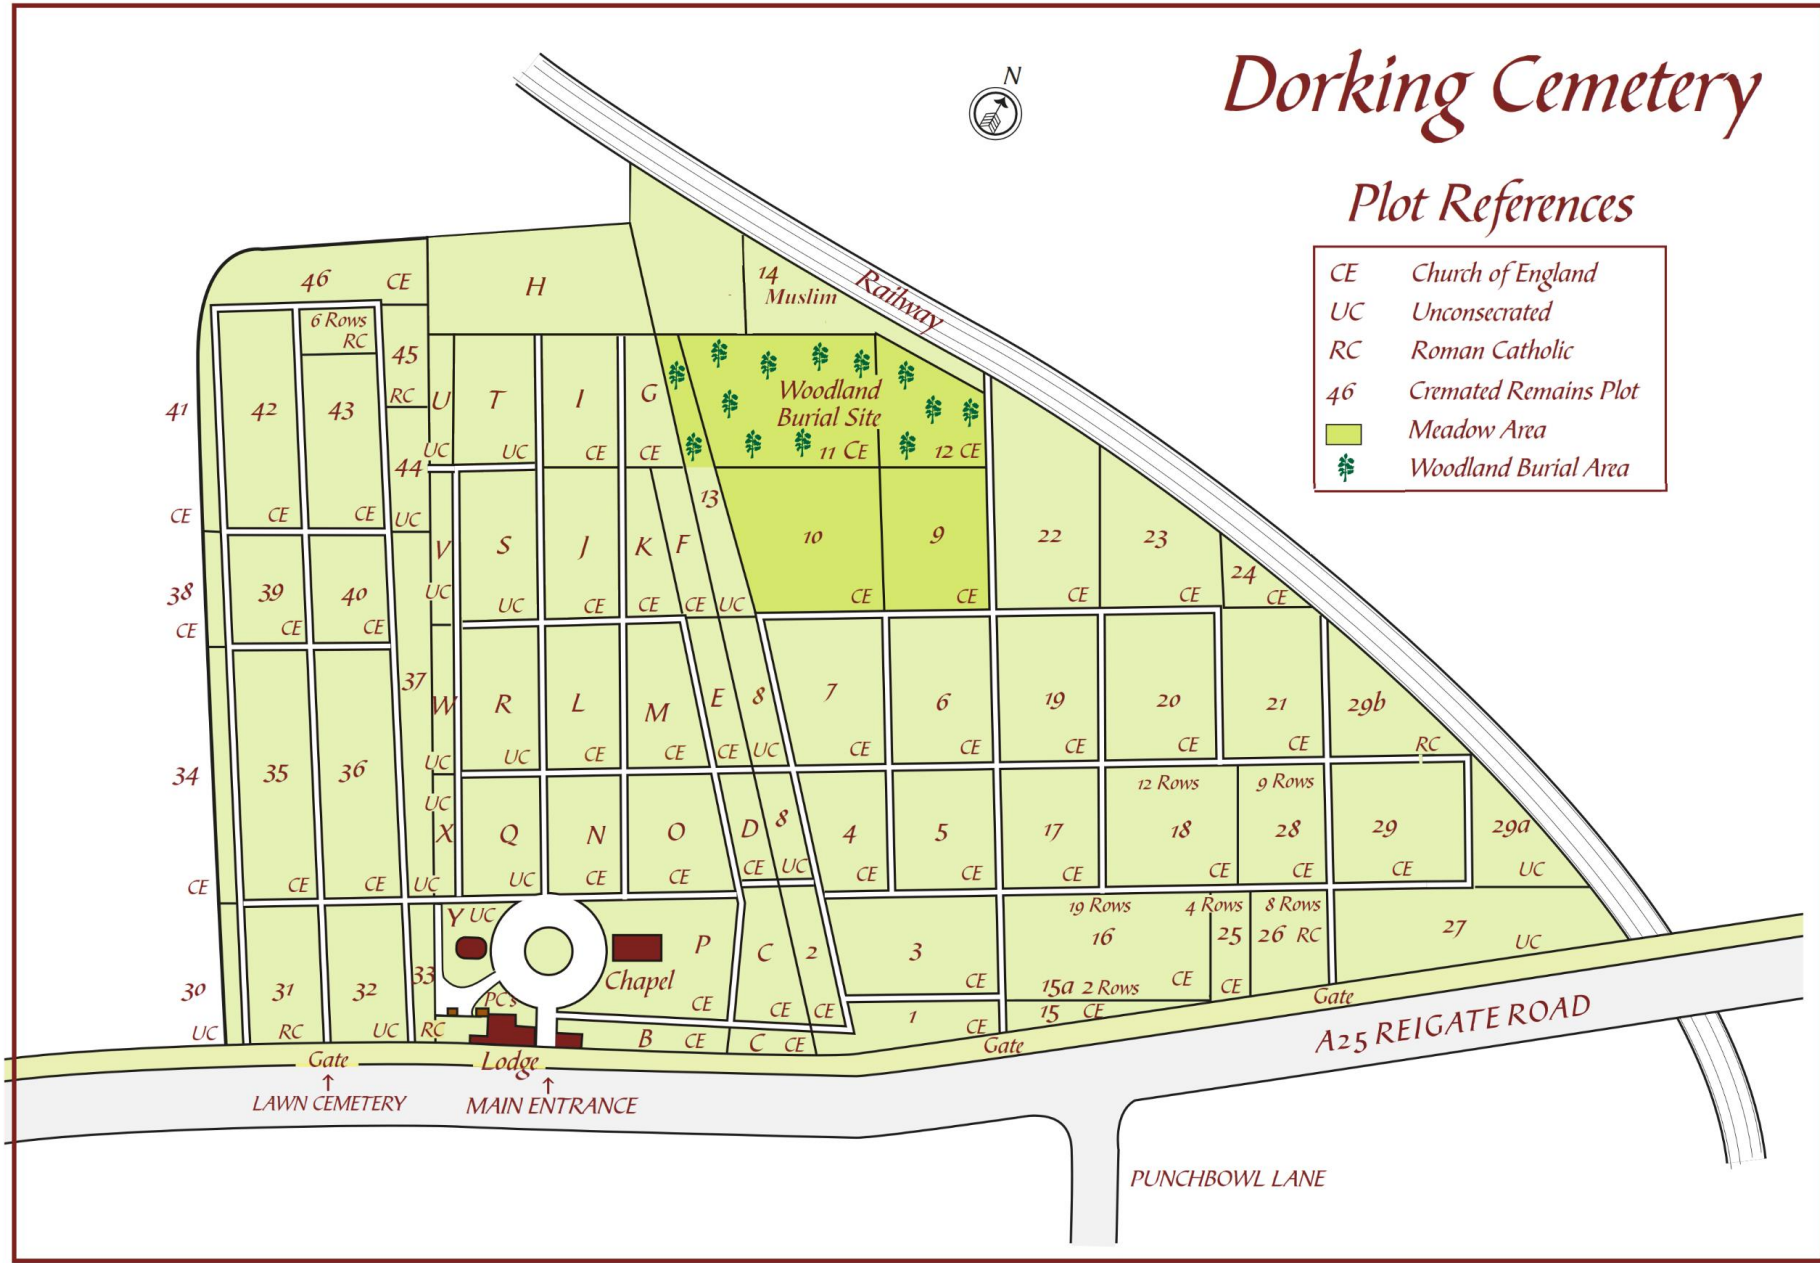 Dorking Cemetery
N
Plot References
CE Church of England
UC Unconsecrated
RC Roman Catholic
46 Cremated Remains Plot
Meadow Area
Woodland Burial Area
Railway
14
Muslim
46 CE
H
6 Rows
RC
45
RC
41
42
43
U
T
I
G
Woodland
Burial Site
11 CE
12 CE
UC
UC
CE
CE
44
13
CE
CE
CE
UC
V
S
J
K
F
10
9
22
23
24
38
39
40
UC
UC
CE
CE
CE
UC
CE
CE
CE
CE
CE
CE
CE
CE
37
W
R
L
M
E
8
7
6
19
20
21
29b
UC
UC
CE
CE
CE
UC
CE
CE
CE
CE
CE
RC
34
35
36
UC
X
Q
N
O
D
8
4
5
17
12 Rows
18
9 Rows
28
29
29a
CE
CE
CE
UC
UC
CE
CE
CE
UC
CE
CE
CE
CE
CE
CE
UC
Y UC
P
C
2
3
19 Rows
16
4 Rows
25
8 Rows
26 RC
27
UC
Chapel
30
31
32
33
PC's
CE
CE
CE
CE
15a 2 Rows
CE
CE
UC
RC
UC
RC
B CE
C CE
1
CE
15 CE
Gate
Gate
Gate
Lodge
A25 REIGATE ROAD
↑
↑
LAWN CEMETERY
MAIN ENTRANCE
PUNCHBOWL LANE